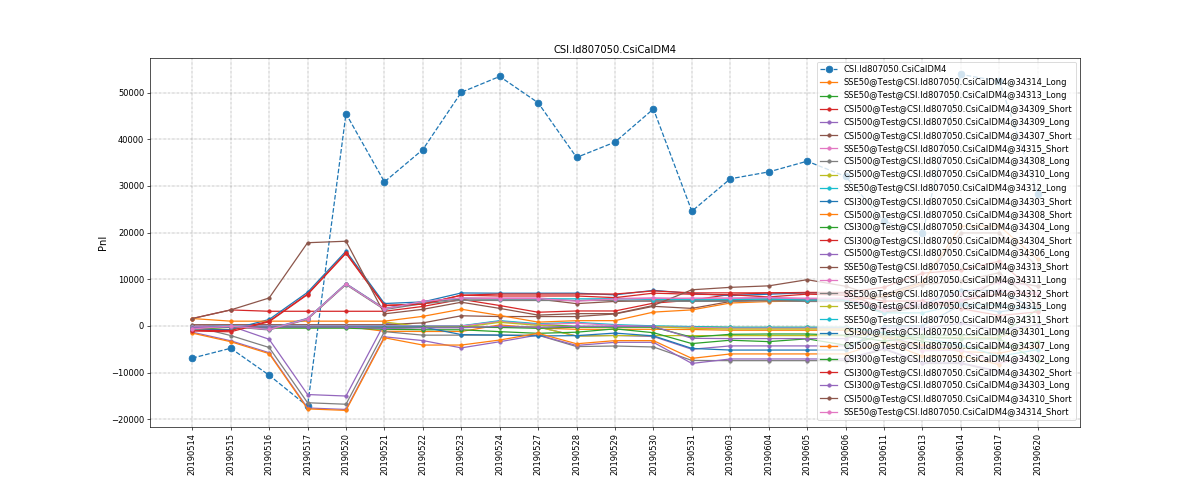 CSI.Id807050.CsiCalDM4
CSI.Id807050.CsiCalDM4
SSE50@Test@CSI.Id807050.CsiCalDM4@34314_Long
SSE50@Test@CSI.Id807050.CsiCalDM4@34313_Long
CSI500@Test@CSI.Id807050.CsiCalDM4@34309_Short
CSI500@Test@CSI.Id807050.CsiCalDM4@34309_Long
CSI500@Test@CSI.Id807050.CsiCalDM4@34307_Short
SSE50@Test@CSI.Id807050.CsiCalDM4@34315_Short
CSI500@Test@CSI.Id807050.CsiCalDM4@34308_Long
CSI500@Test@CSI.Id807050.CsiCalDM4@34310_Long
SSE50@Test@CSI.Id807050.CsiCalDM4@34312_Long
CSI300@Test@CSI.Id807050.CsiCalDM4@34303_Short
CSI500@Test@CSI.Id807050.CsiCalDM4@34308_Short
CSI300@Test@CSI.Id807050.CsiCalDM4@34304_Long
CSI300@Test@CSI.Id807050.CsiCalDM4@34304_Short
CSI500@Test@CSI.Id807050.CsiCalDM4@34306_Long
SSE50@Test@CSI.Id807050.CsiCalDM4@34313_Short
SSE50@Test@CSI.Id807050.CsiCalDM4@34311_Long
SSE50@Test@CSI.Id807050.CsiCalDM4@34312_Short
SSE50@Test@CSI.Id807050.CsiCalDM4@34315_Long
SSE50@Test@CSI.Id807050.CsiCalDM4@34311_Short
CSI300@Test@CSI.Id807050.CsiCalDM4@34301_Long
CSI500@Test@CSI.Id807050.CsiCalDM4@34307_Long
CSI300@Test@CSI.Id807050.CsiCalDM4@34302_Long
CSI300@Test@CSI.Id807050.CsiCalDM4@34302_Short
CSI300@Test@CSI.Id807050.CsiCalDM4@34303_Long
CSI500@Test@CSI.Id807050.CsiCalDM4@34310_Short
SSE50@Test@CSI.Id807050.CsiCalDM4@34314_Short
Pnl
50000
40000
30000
20000
10000
0
−10000
−20000
20190514
20190515
20190516
20190517
20190520
20190521
20190522
20190523
20190524
20190527
20190528
20190529
20190530
20190531
20190603
20190604
20190605
20190606
20190611
20190613
20190614
20190617
20190620